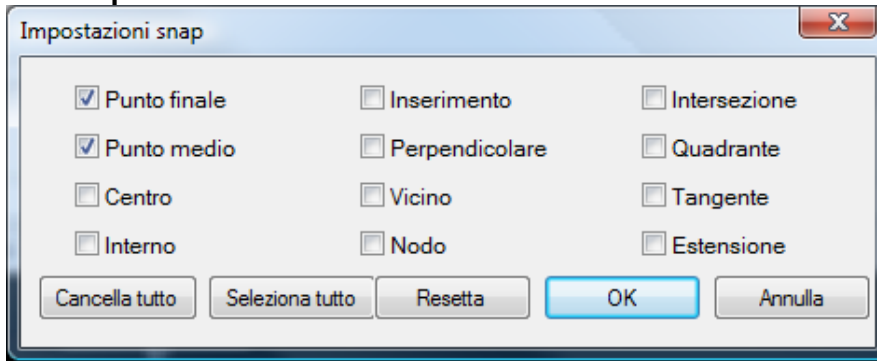 Impostazioni snap
Punto finale Inserimento Intersezione
Punto medio Perpendicolare Quadrante
Centro Vicino Tangente
Interno Nodo Estensione
Cancella tutto Seleziona tutto Resetta OK Annulla